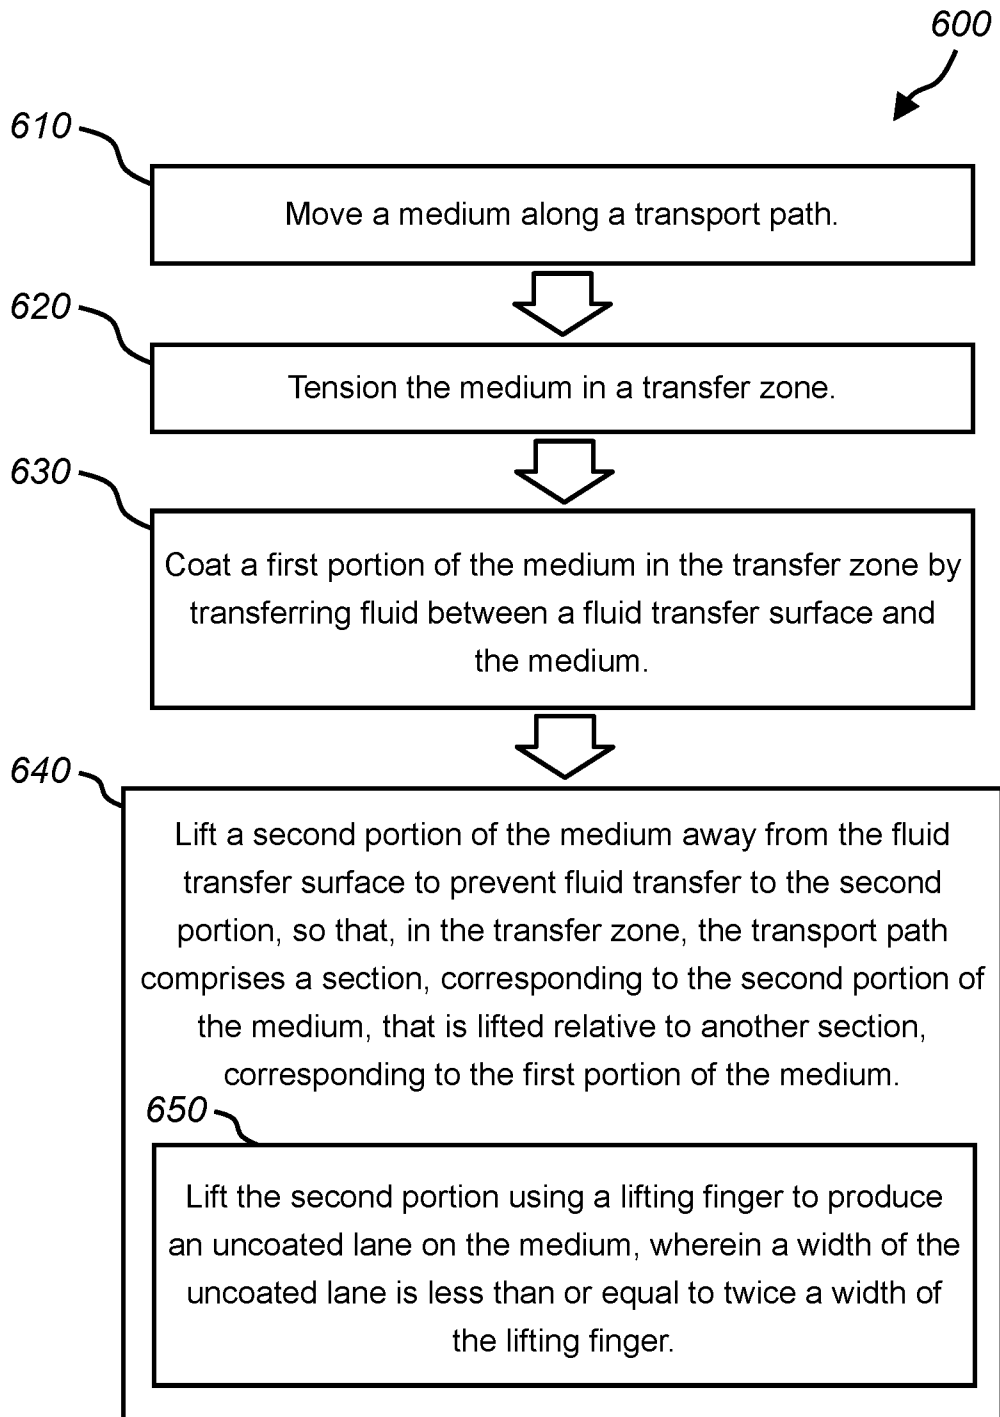 600
610
Move a medium along a transport path.
620
Tension the medium in a transfer zone.
630
Coat a first portion of the medium in the transfer zone by
transferring fluid between a fluid transfer surface and
the medium.
640
Lift a second portion of the medium away from the fluid
transfer surface to prevent fluid transfer to the second
portion, so that, in the transfer zone, the transport path
comprises a section, corresponding to the second portion of
the medium, that is lifted relative to another section,
corresponding to the first portion of the medium.
650
Lift the second portion using a lifting finger to produce
an uncoated lane on the medium, wherein a width of the
uncoated lane is less than or equal to twice a width of
the lifting finger.